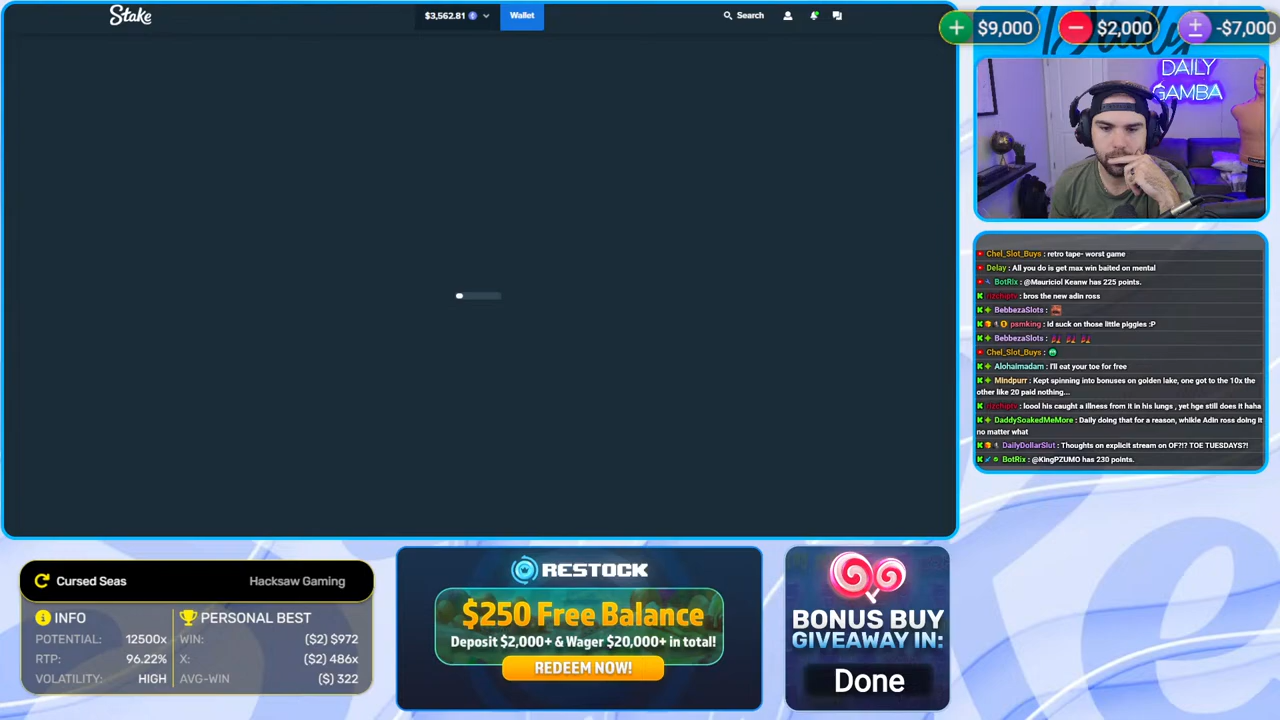 Stake
$3,562.81
Wallet
Search
$9,000
$2,000
-$7,000
Daily
DAILY
GAMBA
Chel_Slot_Buys : retro tape- worst game
Delay : All you do is get max win baited on mental
BotRix : @Mauriciol Keanw has 225 points.
: bros the new adin ross
BebbezaSlots :
psmking : Id suck on those little piggies :P
BebbezaSlots :
Chel_Slot_Buys :
Alohaimadam : I'll eat your toe for free
Mindpurr : Kept spinning into bonuses on golden lake, one got to the 10x the
other like 20 paid nothing...
: loool his caught a illness from it in his lungs , yet hge still does it haha
DaddySoakedMeMore : Daily doing that for a reason, whikle Adin ross doing it
no matter what
DailyDollarSlut : Thoughts on explicit stream on OF?!? TOE TUESDAYS?!
BotRix : @KingPZUMO has 230 points.
Cursed Seas
Hacksaw Gaming
INFO
POTENTIAL: 12500x
RTP: 96.22%
VOLATILITY: HIGH
PERSONAL BEST
WIN: ($2) $972
X: ($2) 486x
AVG-WIN ($) 322
RESTOCK
$250 Free Balance
Deposit $2,000+ & Wager $20,000+ in total!
REDEEM NOW!
BONUS BUY
GIVEAWAY IN:
Done